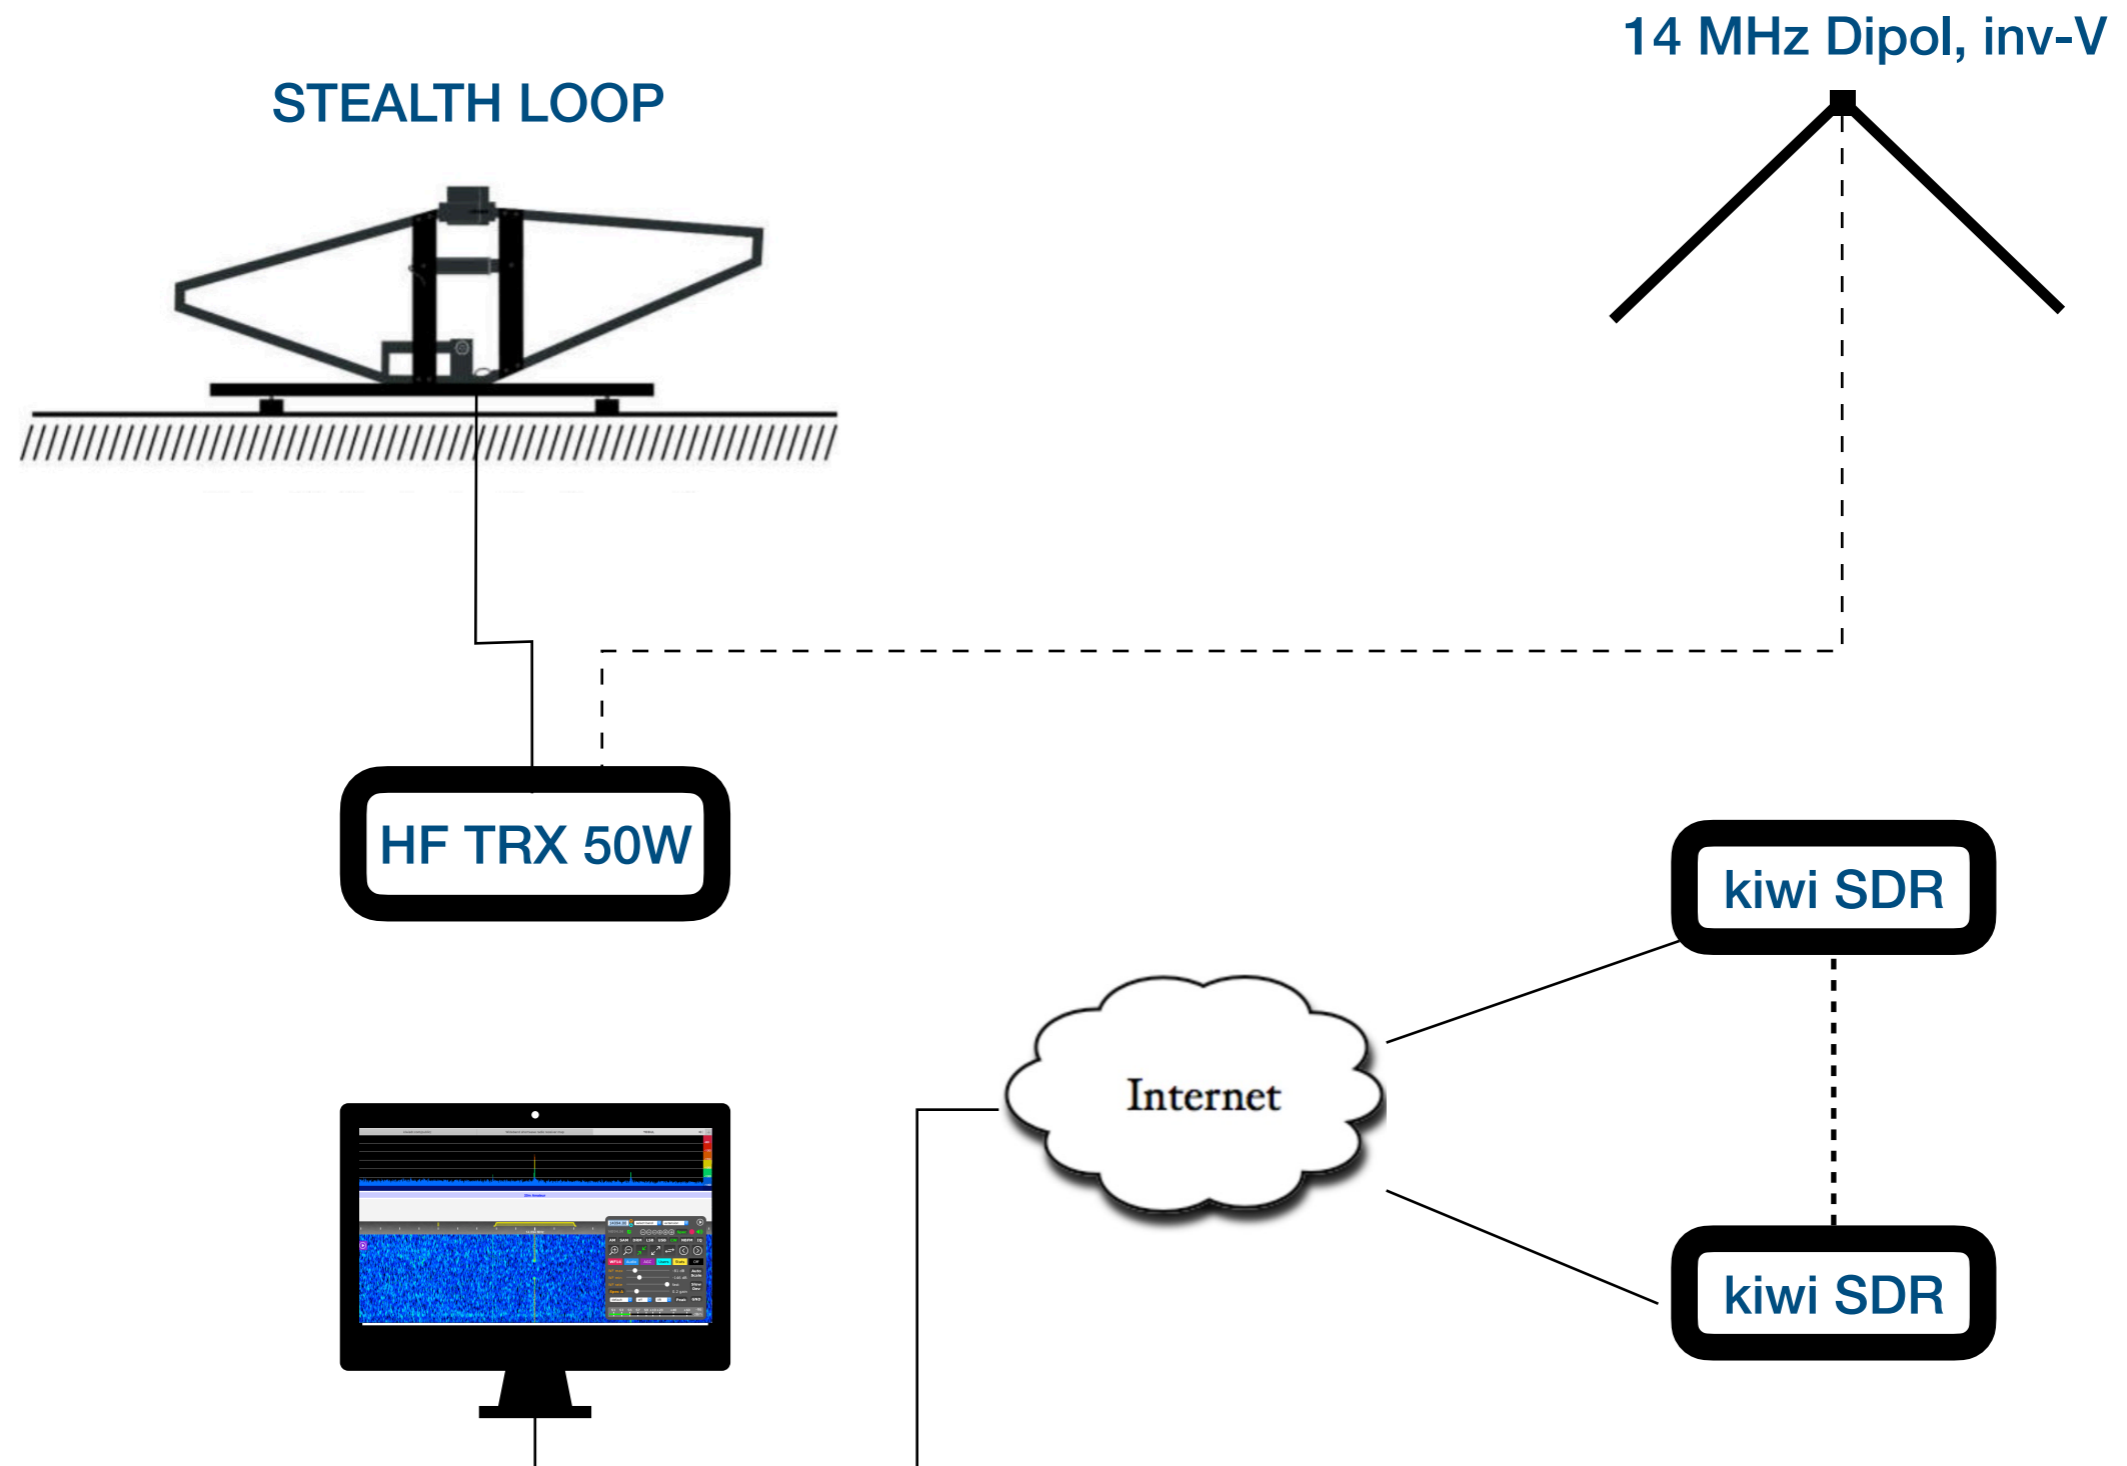 14 MHz Dipol, inv-V
STEALTH LOOP
HF TRX 50W
kiwi SDR
Internet
kiwi SDR